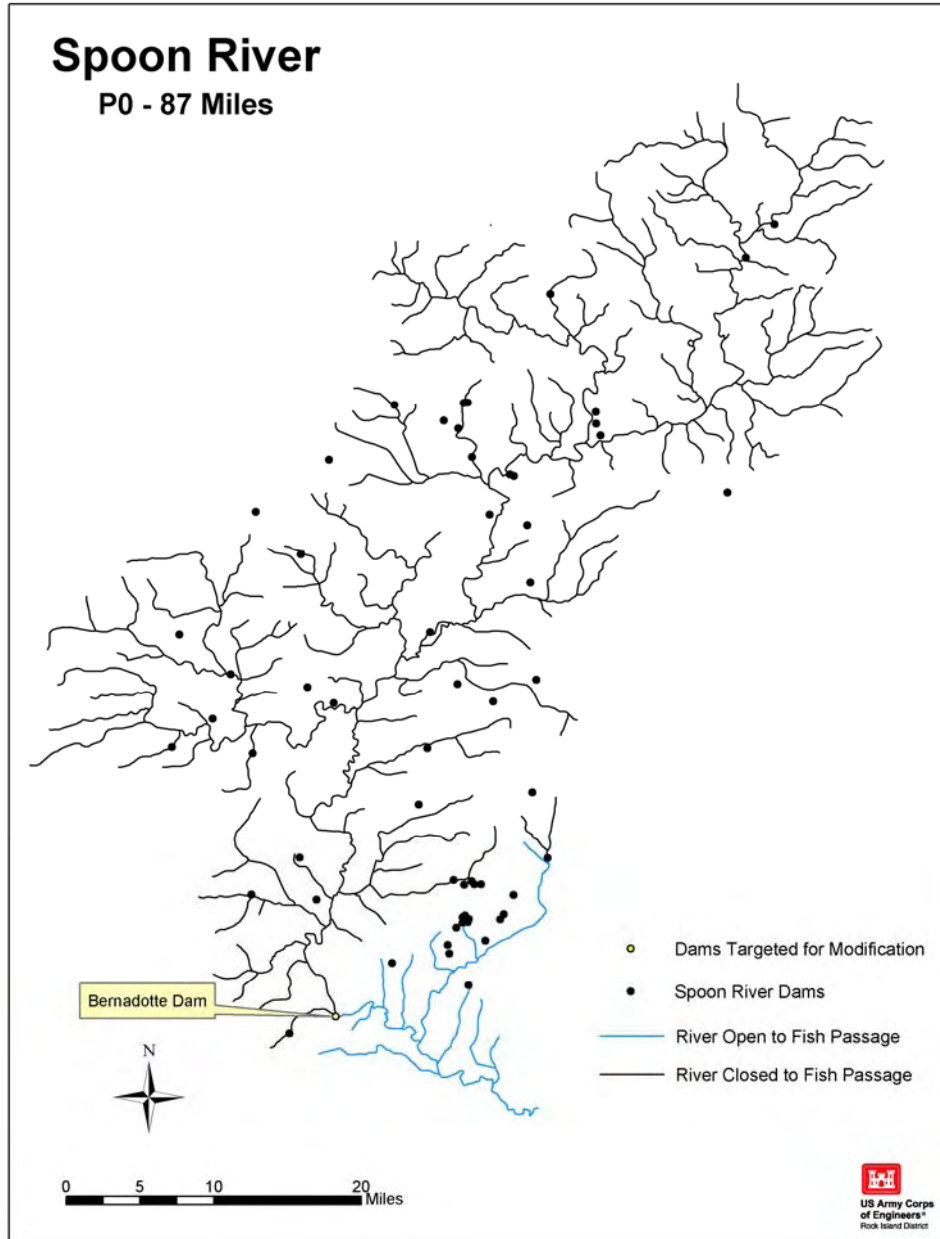 Spoon River
P0 - 87 Miles
Bernadotte Dam
Dams Targeted for Modification
Spoon River Dams
River Open to Fish Passage
River Closed to Fish Passage
N
0 5 10 20
Miles
US Army Corps
of Engineers®
Rock Island District